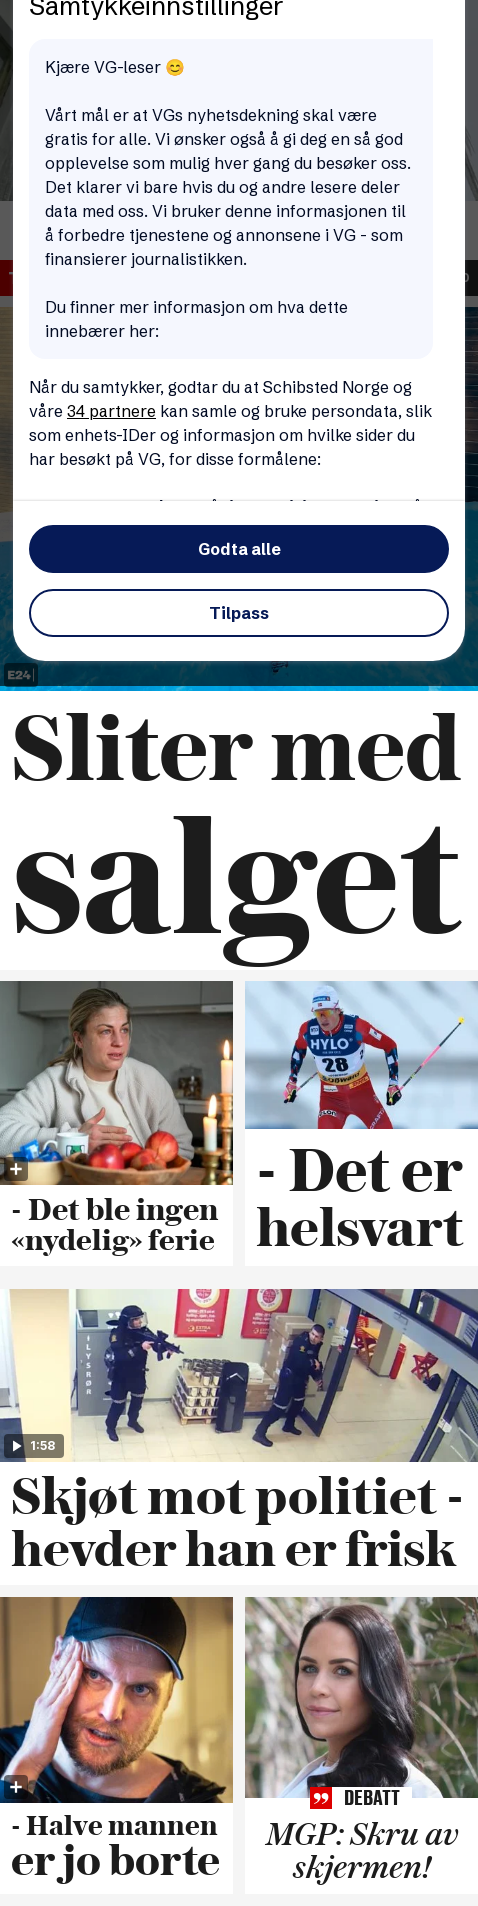 Samtykkeinnstillinger
Kjære VG-leser 😊
Vårt mål er at VGs nyhetsdekning skal være
gratis for alle. Vi ønsker også å gi deg en så god
opplevelse som mulig hver gang du besøker oss.
Det klarer vi bare hvis du og andre lesere deler
data med oss. Vi bruker denne informasjonen til
å forbedre tjenestene og annonsene i VG - som
finansierer journalistikken.
Du finner mer informasjon om hva dette
innebærer her:
Når du samtykker, godtar du at Schibsted Norge og
våre 34 partnere kan samle og bruke persondata, slik
som enhets-IDer og informasjon om hvilke sider du
har besøkt på VG, for disse formålene:
Godta alle
Tilpass
E24
Sliter med
salget
HYLO
28
- Det ble ingen
«nydelig» ferie
- Det er
helsvart
LYSRØR
1:58
Skjøt mot politiet -
hevder han er frisk
- Halve mannen
er jo borte
DEBATT
MGP: Skru av
skjermen!